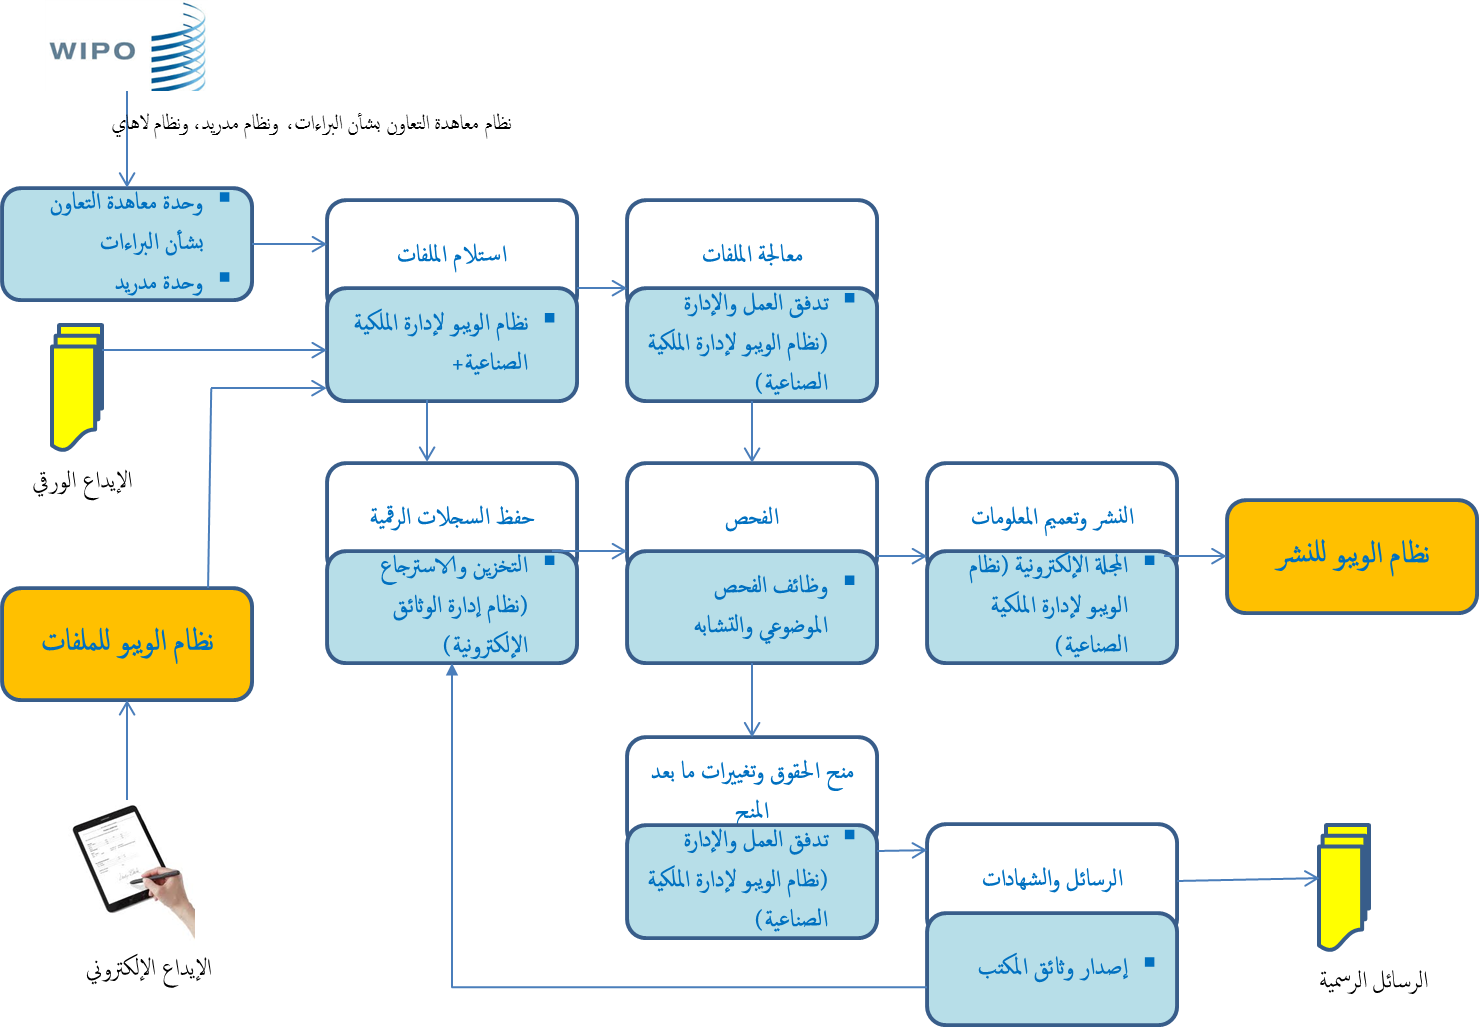 WIPO
نظام معاهدة التعاون بشأن البراءات، ونظام مدريد، ونظام لاهاي
▪ وحدة معاهدة التعاون
بشأن البراءات
▪ وحدة مدريد
استلام الملفات
▪ نظام الويبو لإدارة الملكية
الصناعية+
معالجة الملفات
▪ تدفق العمل والإدارة
(نظام الويبو لإدارة الملكية
الصناعية)
الإيداع الورقي
حفظ السجلات الرقمية
▪ التخزين والاسترجاع
(نظام إدارة الوثائق
الإلكترونية)
الفحص
▪ وظائف الفحص
الموضوعي والتشابه
النشر وتعميم المعلومات
▪ المجلة الإلكترونية (نظام
الويبو لإدارة الملكية
الصناعية)
نظام الويبو للنشر
نظام الويبو للملفات
منح الحقوق وتغييرات ما بعد
المنح
▪ تدفق العمل والإدارة
(نظام الويبو لإدارة الملكية
الصناعية)
الرسائل والشهادات
▪ إصدار وثائق المكتب
الإيداع الإلكتروني
الرسائل الرسمية